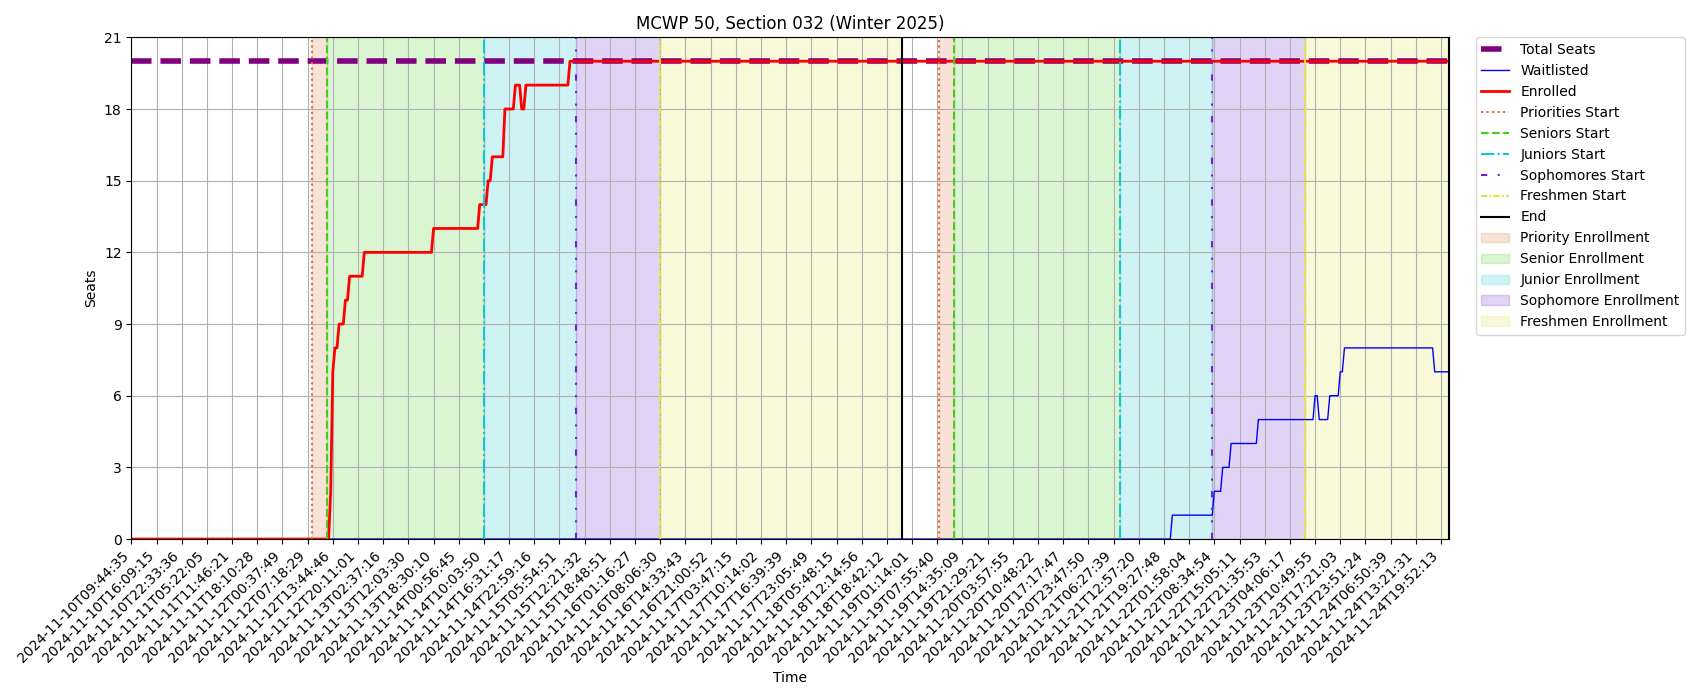 MCWP 50, Section 032 (Winter 2025)
21
18
15
12
9
6
3
0
Seats
2024-11-10T09:44:35
2024-11-10T16:09:15
2024-11-10T22:33:36
2024-11-11T05:22:05
2024-11-11T11:46:21
2024-11-11T18:10:28
2024-11-12T00:37:49
2024-11-12T07:18:29
2024-11-12T13:44:46
2024-11-12T20:11:01
2024-11-13T02:37:16
2024-11-13T12:03:30
2024-11-13T18:30:16
2024-11-14T00:56:45
2024-11-14T10:03:50
2024-11-14T16:31:17
2024-11-14T22:59:16
2024-11-15T05:54:51
2024-11-15T12:21:32
2024-11-15T18:48:51
2024-11-16T01:16:27
2024-11-16T08:06:30
2024-11-16T14:33:43
2024-11-16T21:00:52
2024-11-17T03:47:15
2024-11-17T10:14:02
2024-11-17T16:39:39
2024-11-17T23:05:49
2024-11-18T05:48:15
2024-11-18T12:14:56
2024-11-18T18:42:12
2024-11-19T01:14:01
2024-11-19T07:55:40
2024-11-19T14:35:09
2024-11-19T21:29:21
2024-11-20T03:57:55
2024-11-20T10:48:22
2024-11-20T17:17:47
2024-11-20T23:47:50
2024-11-21T06:27:39
2024-11-21T12:57:20
2024-11-21T19:27:48
2024-11-22T01:58:04
2024-11-22T08:34:54
2024-11-22T15:05:11
2024-11-22T21:35:53
2024-11-23T04:06:17
2024-11-23T10:49:55
2024-11-23T17:21:03
2024-11-23T23:51:24
2024-11-24T06:50:39
2024-11-24T13:21:31
2024-11-24T19:52:13
Time
Total Seats
Waitlisted
Enrolled
Priorities Start
Seniors Start
Juniors Start
Sophomores Start
Freshmen Start
End
Priority Enrollment
Senior Enrollment
Junior Enrollment
Sophomore Enrollment
Freshmen Enrollment